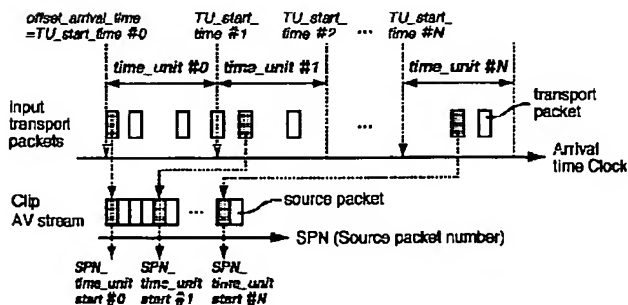 offset_arrival_time
=TU_start_time #0
TU_start_
time #1
TU_start_
time #2
...
TU_start_
time #N
time_unit #0
time_unit #1
time_unit #N
input
transport
packets
...
transport
packet
Arrival
time Clock
Clip
AV stream
...
source packet
SPN (Source packet number)
SPN_
time_unit
start #0
SPN_
time_unit
start #1
SPN_
time_unit
start #N